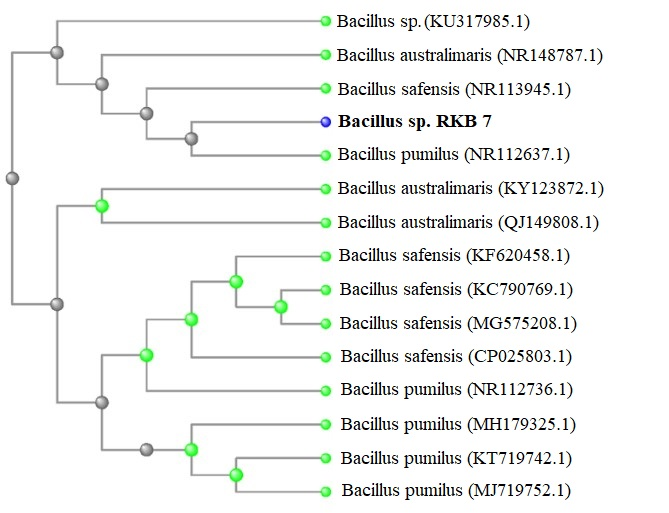 Bacillus sp. (KU317985.1)
Bacillus australimaris (NR148787.1)
Bacillus safensis (NR113945.1)
Bacillus sp. RKB 7
Bacillus pumilus (NR112637.1)
Bacillus australimaris (KY123872.1)
Bacillus australimaris (QJ149808.1)
Bacillus safensis (KF620458.1)
Bacillus safensis (KC790769.1)
Bacillus safensis (MG575208.1)
Bacillus safensis (CP025803.1)
Bacillus pumilus (NR112736.1)
Bacillus pumilus (MH179325.1)
Bacillus pumilus (KT719742.1)
Bacillus pumilus (MJ719752.1)